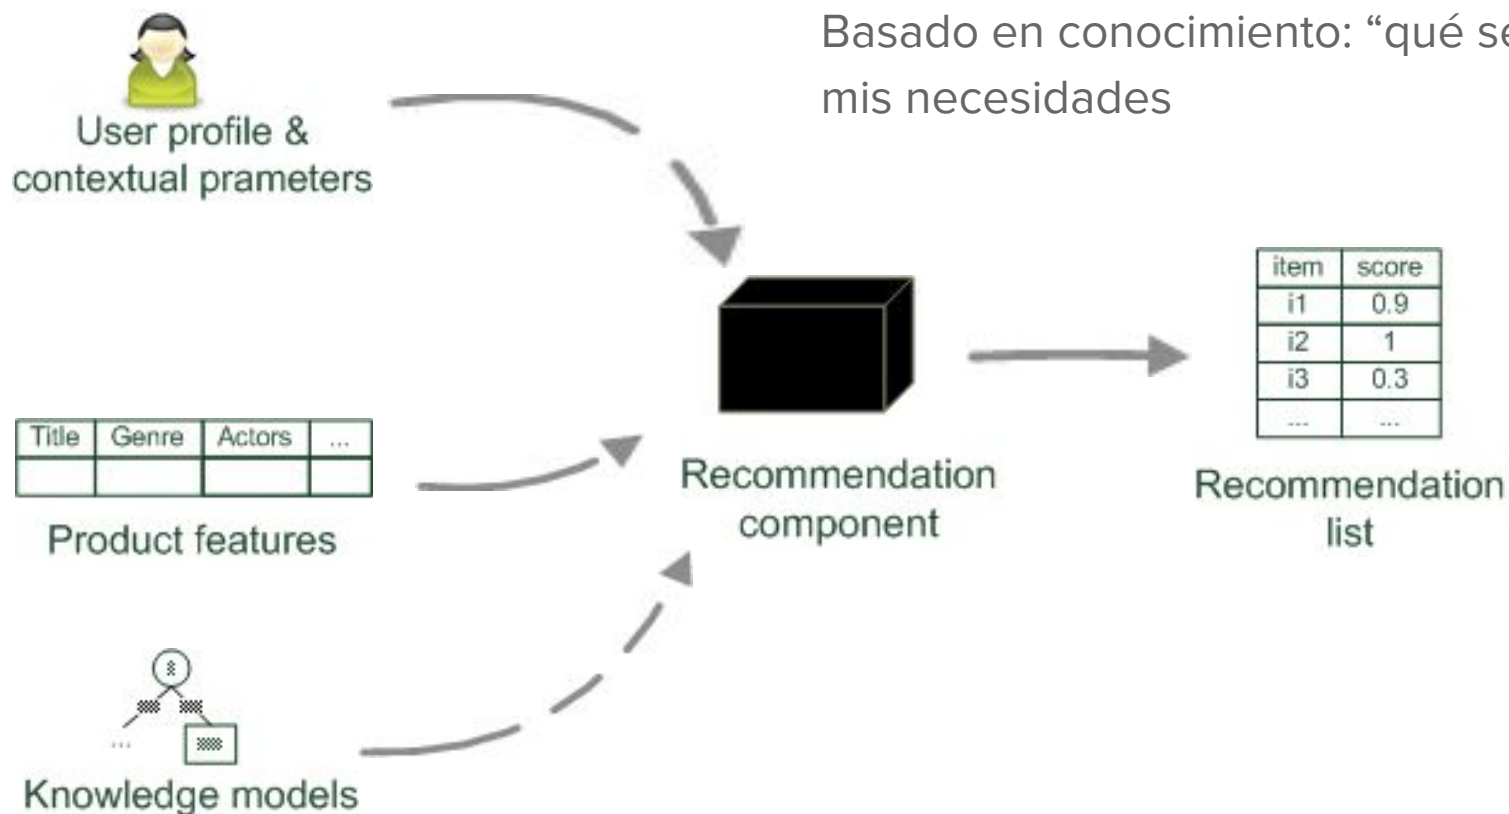 Basado en conocimiento: “qué se
mis necesidades
User profile &
contextual prameters
item score
i1 0.9
i2 1
i3 0.3
... ...
Title Genre Actors ...
Recommendation
component
Recommendation
list
Product features
...
Knowledge models